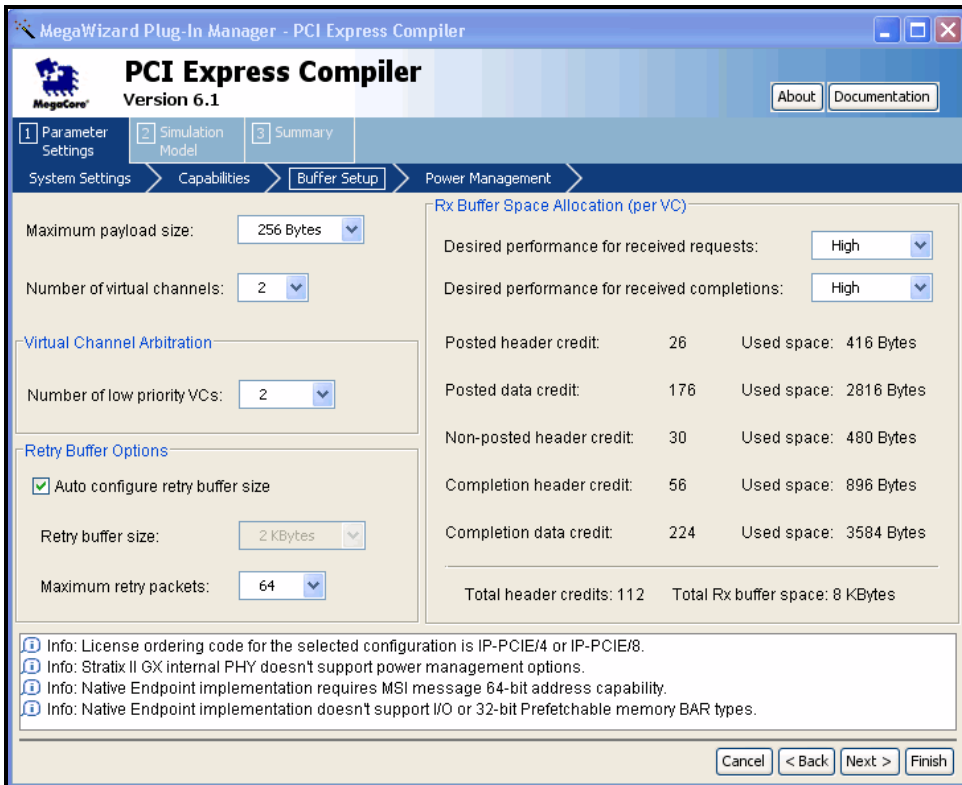 MegaWizard Plug-In Manager - PCI Express Compiler
MegaCore®
PCI Express Compiler
Version 6.1
About
Documentation
1 Parameter Settings
2 Simulation Model
3 Summary
System Settings
Capabilities
Buffer Setup
Power Management
Maximum payload size: 256 Bytes
Number of virtual channels: 2
Virtual Channel Arbitration
Number of low priority VCs: 2
Retry Buffer Options
Auto configure retry buffer size
Retry buffer size: 2 KBytes
Maximum retry packets: 64
Rx Buffer Space Allocation (per VC)
Desired performance for received requests: High
Desired performance for received completions: High
Posted header credit: 26 Used space: 416 Bytes
Posted data credit: 176 Used space: 2816 Bytes
Non-posted header credit: 30 Used space: 480 Bytes
Completion header credit: 56 Used space: 896 Bytes
Completion data credit: 224 Used space: 3584 Bytes
Total header credits: 112 Total Rx buffer space: 8 KBytes
Info: License ordering code for the selected configuration is IP-PCIE/4 or IP-PCIE/8.
Info: Stratix II GX internal PHY doesn't support power management options.
Info: Native Endpoint implementation requires MSI message 64-bit address capability.
Info: Native Endpoint implementation doesn't support I/O or 32-bit Prefetchable memory BAR types.
Cancel
< Back
Next >
Finish